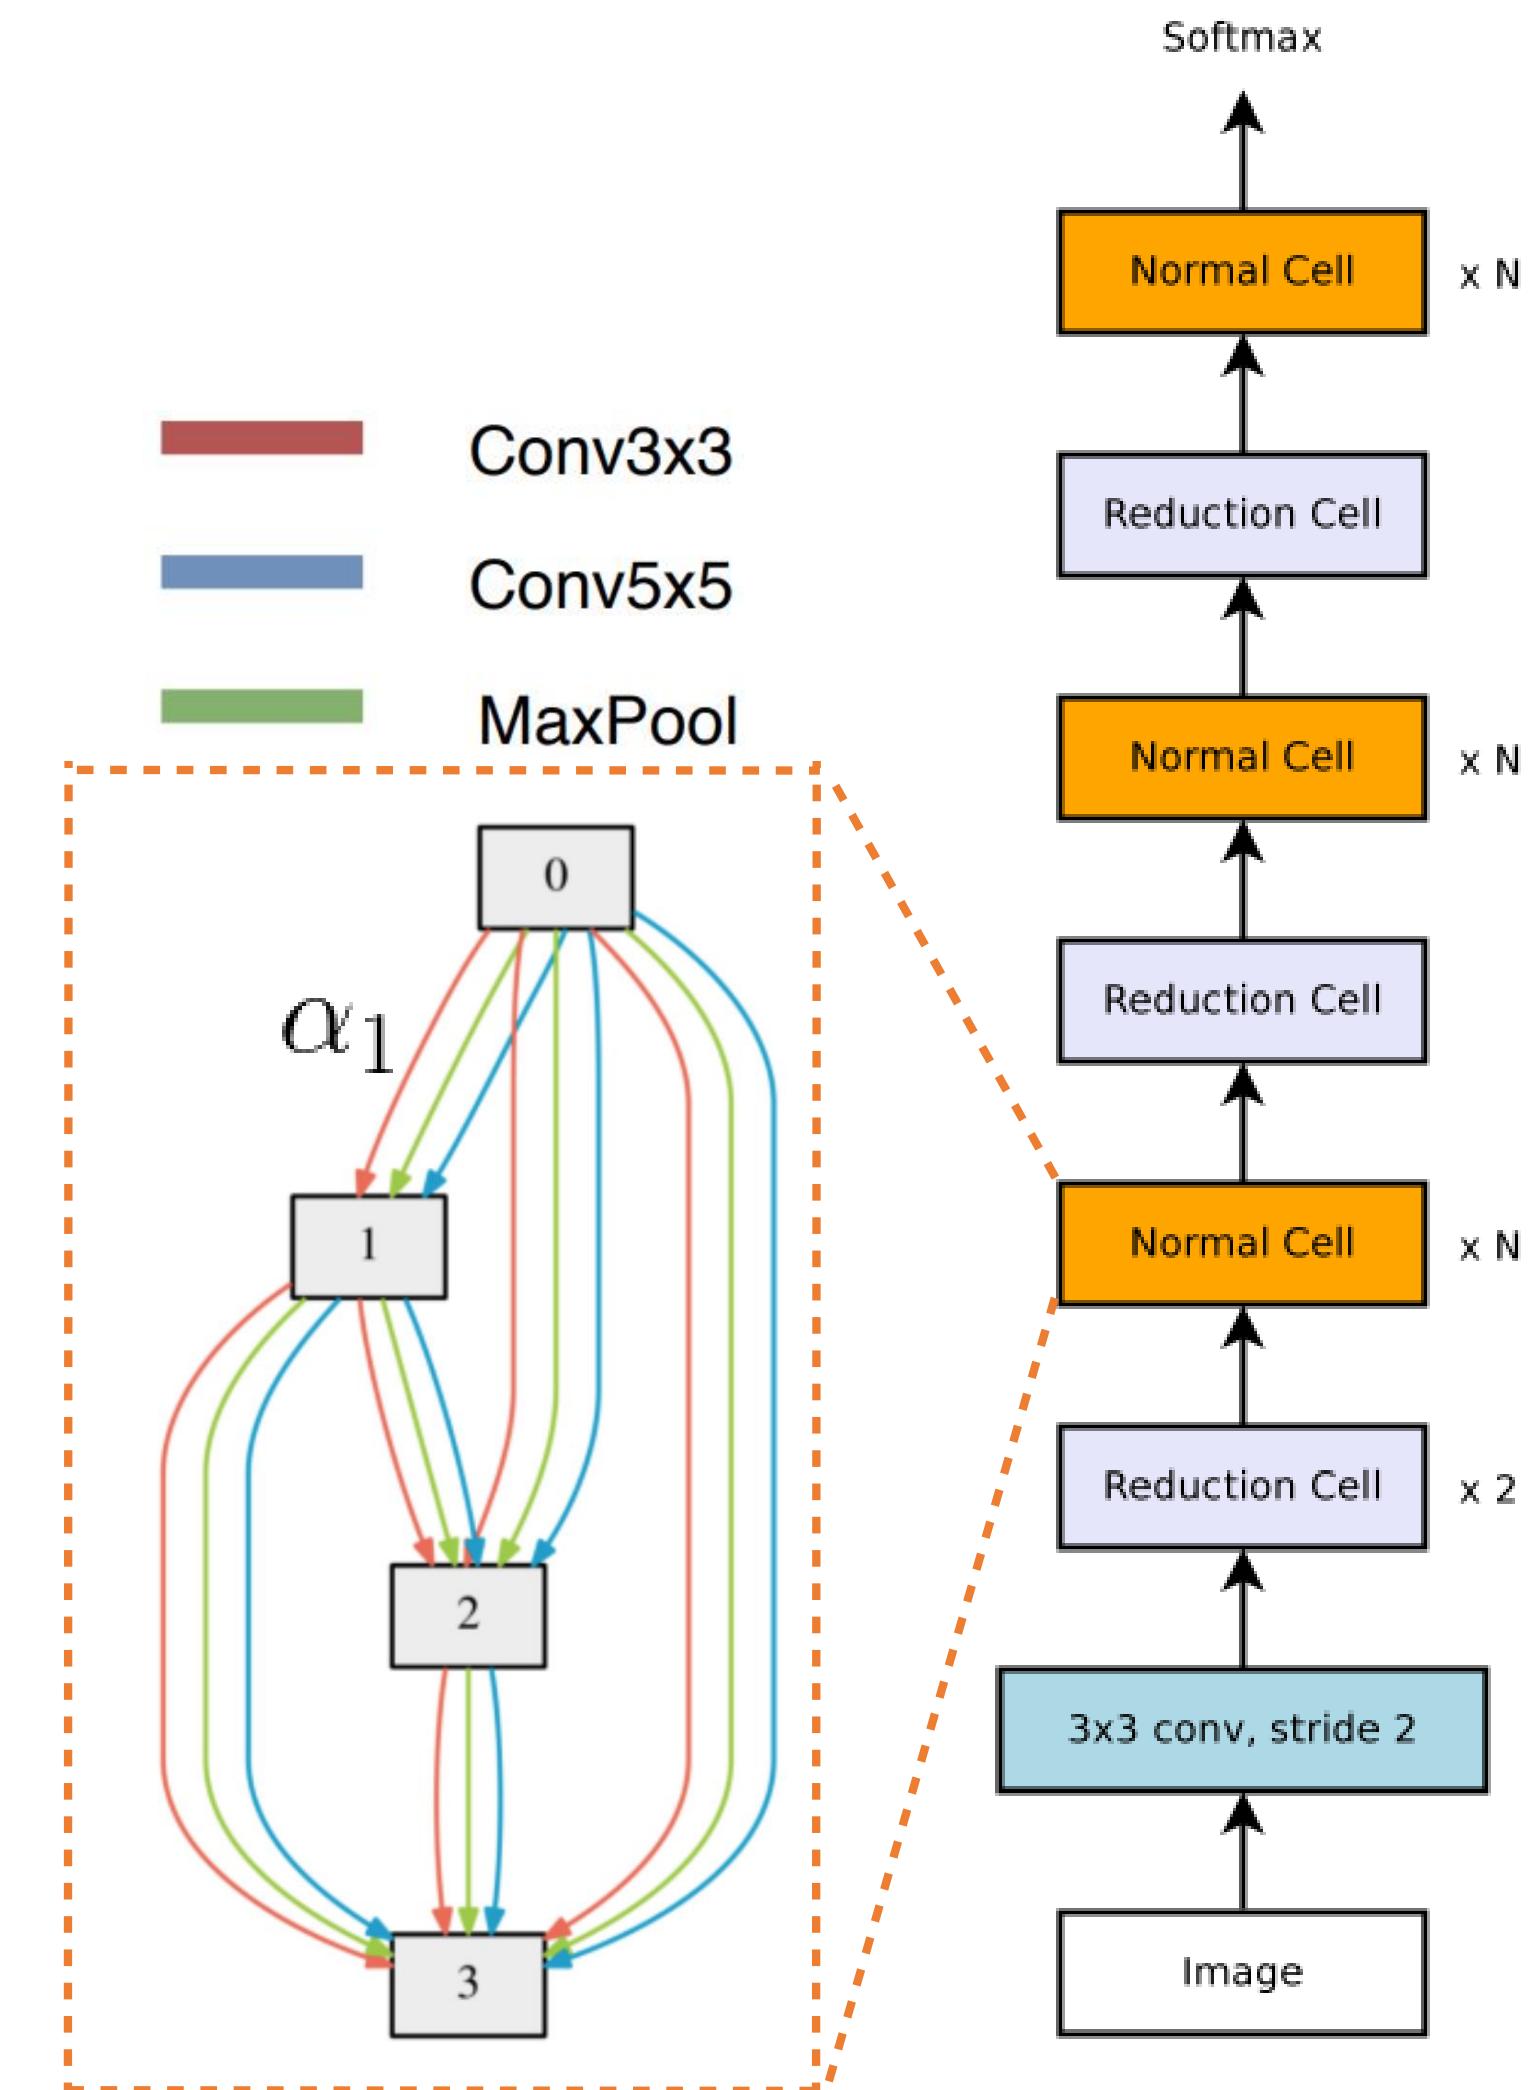 Conv3x3
Conv5x5
MaxPool
0
α1
1
2
3
Softmax
Normal Cell x N
Reduction Cell
Normal Cell x N
Reduction Cell
Normal Cell x N
Reduction Cell x 2
3x3 conv, stride 2
Image